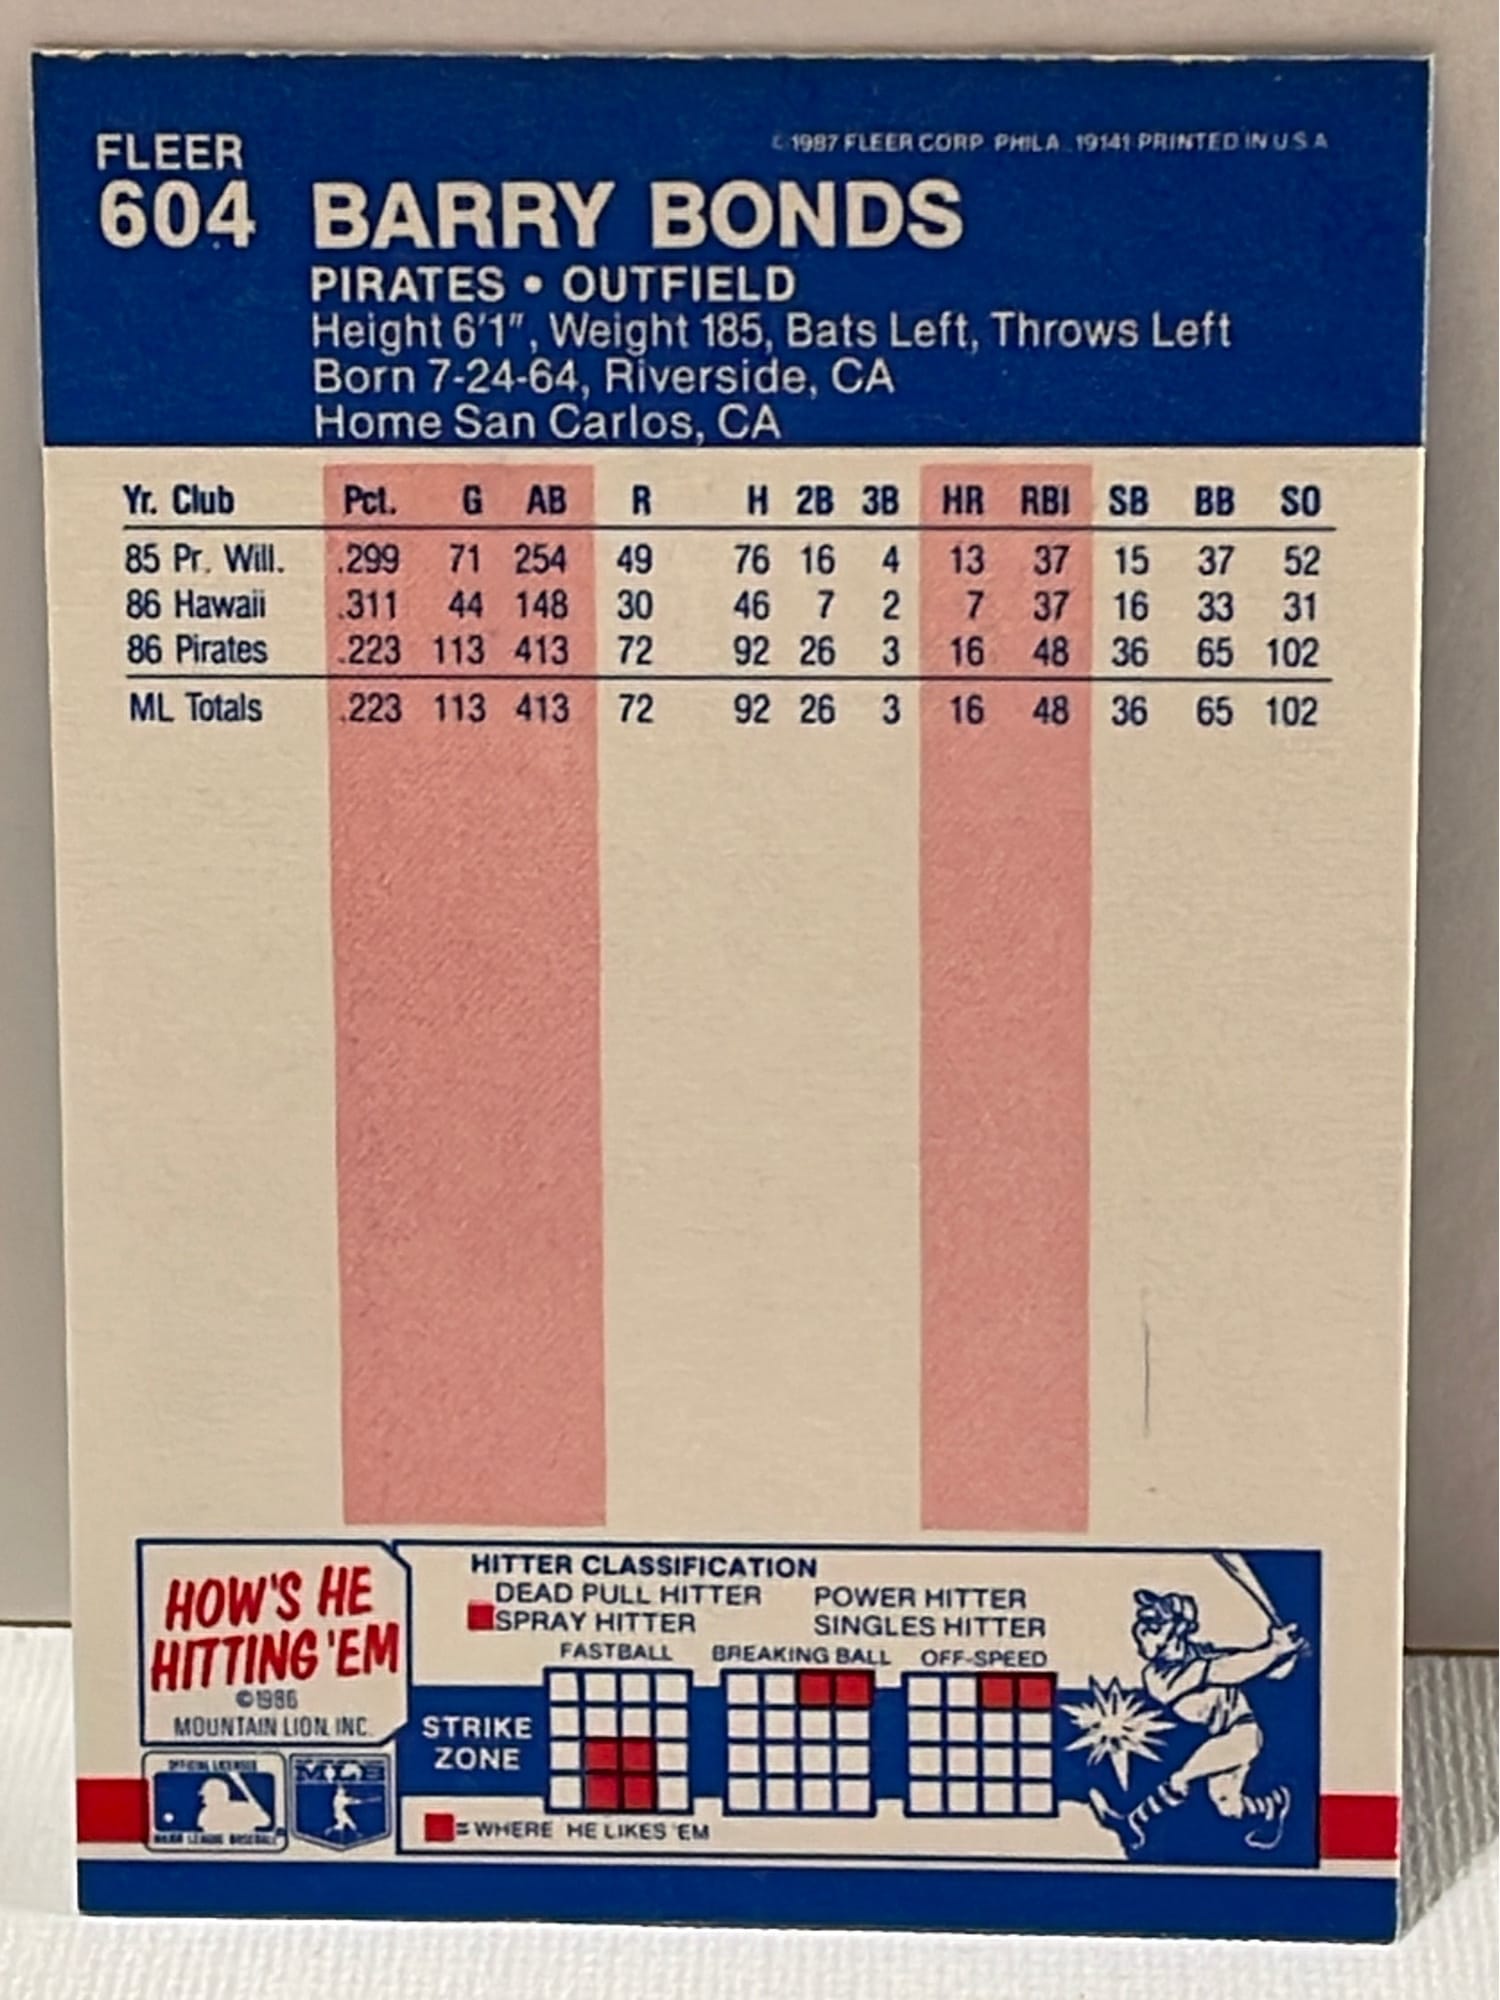 FLEER
© 1987 FLEER CORP. PHILA. 19141 PRINTED IN U.S.A.
604 BARRY BONDS
PIRATES • OUTFIELD
Height 6'1", Weight 185, Bats Left, Throws Left
Born 7-24-64, Riverside, CA
Home San Carlos, CA
Yr. Club Pct. G AB R H 2B 3B HR RBI SB BB SO
85 Pr. Will. .299 71 254 49 76 16 4 13 37 15 37 52
86 Hawaii .311 44 148 30 46 7 2 7 37 16 33 31
86 Pirates .223 113 413 72 92 26 3 16 48 36 65 102
ML Totals .223 113 413 72 92 26 3 16 48 36 65 102
HOW'S HE
HITTING 'EM
©1986
MOUNTAIN LION, INC.
HITTER CLASSIFICATION
DEAD PULL HITTER POWER HITTER
SPRAY HITTER SINGLES HITTER
FASTBALL BREAKING BALL OFF-SPEED
STRIKE
ZONE
= WHERE HE LIKES 'EM
OFFICIAL LICENSEE
MAJOR LEAGUE BASEBALL
MLB